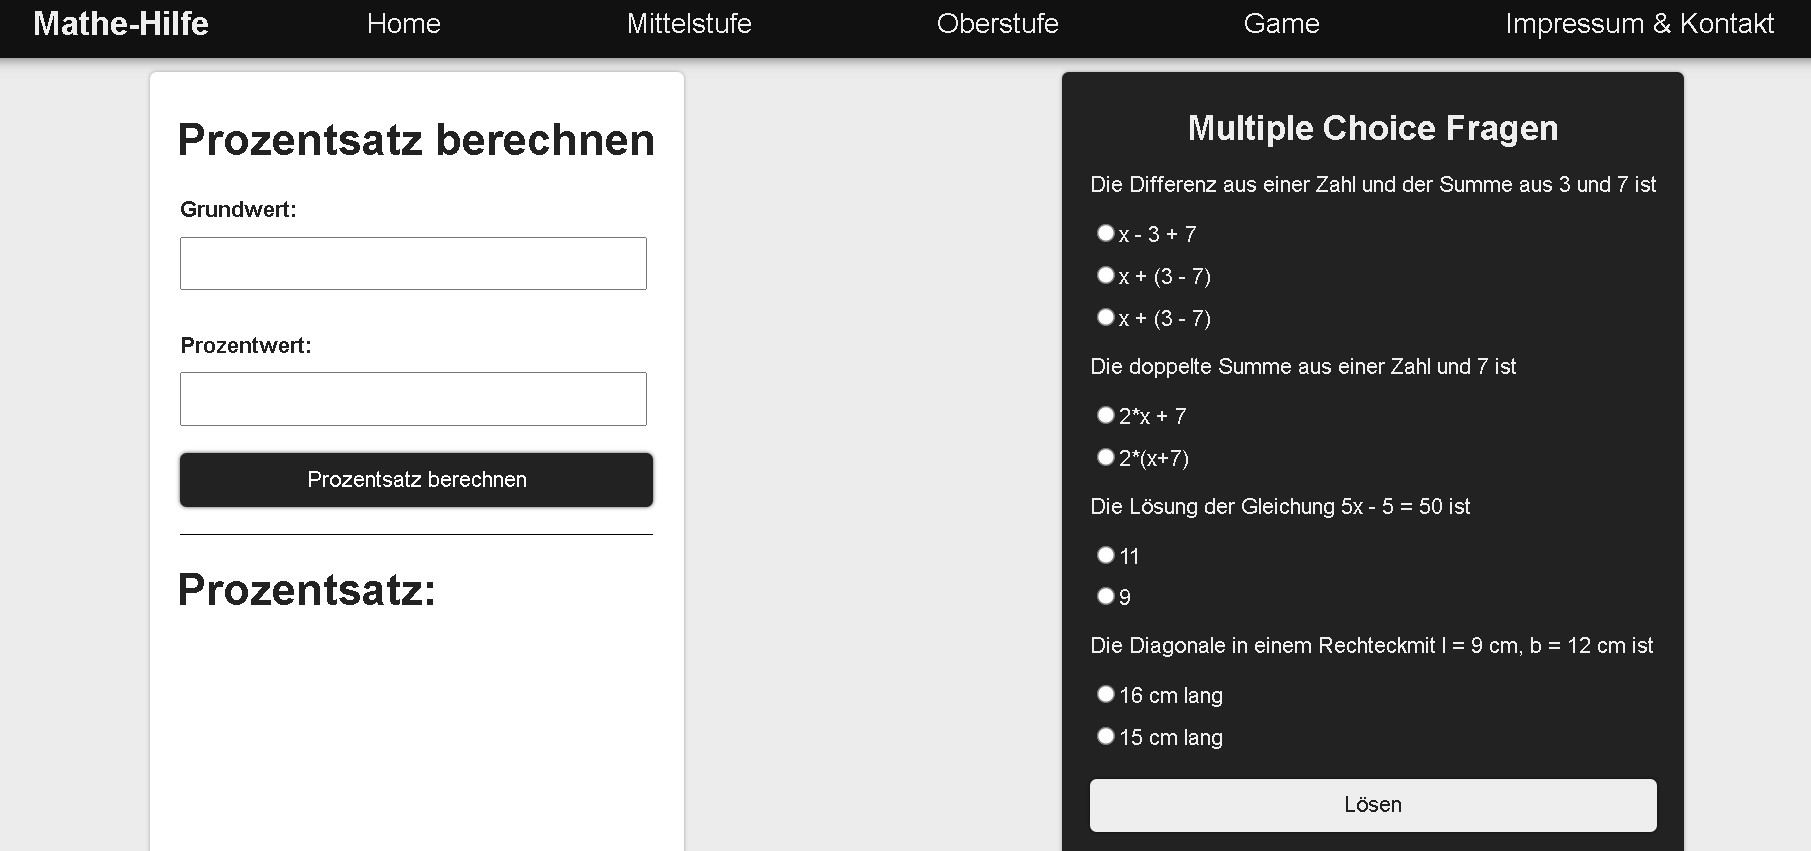 Mathe-Hilfe Home Mittelstufe Oberstufe Game Impressum & Kontakt
Prozentsatz berechnen
Grundwert:
Prozentwert:
Prozentsatz berechnen
Prozentsatz:
Multiple Choice Fragen
Die Differenz aus einer Zahl und der Summe aus 3 und 7 ist
x - 3 + 7
x + (3 - 7)
x + (3 - 7)
Die doppelte Summe aus einer Zahl und 7 ist
2*x + 7
2*(x+7)
Die Lösung der Gleichung 5x - 5 = 50 ist
11
9
Die Diagonale in einem Rechteckmit l = 9 cm, b = 12 cm ist
16 cm lang
15 cm lang
Lösen